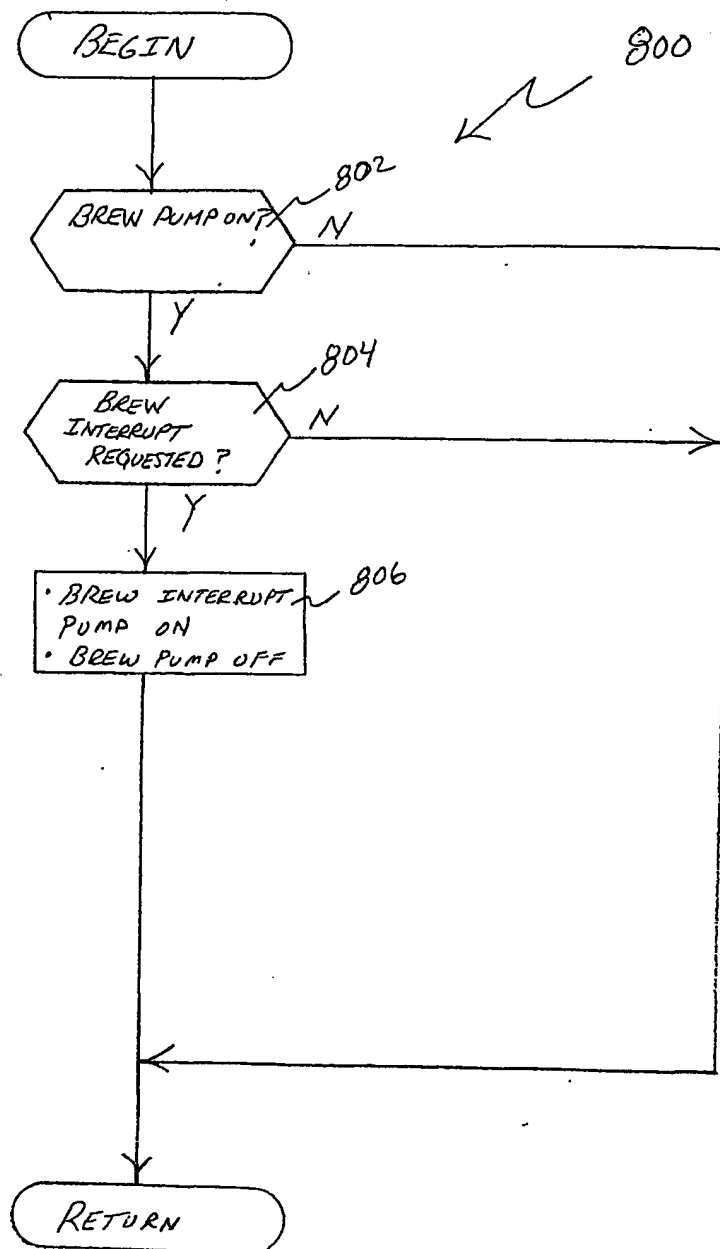 BEGIN
800
802
BREW PUMP ON?
N
Y
804
BREW
INTERRUPT
REQUESTED?
N
Y
806
• BREW INTERRUPT
PUMP ON
• BREW PUMP OFF
RETURN